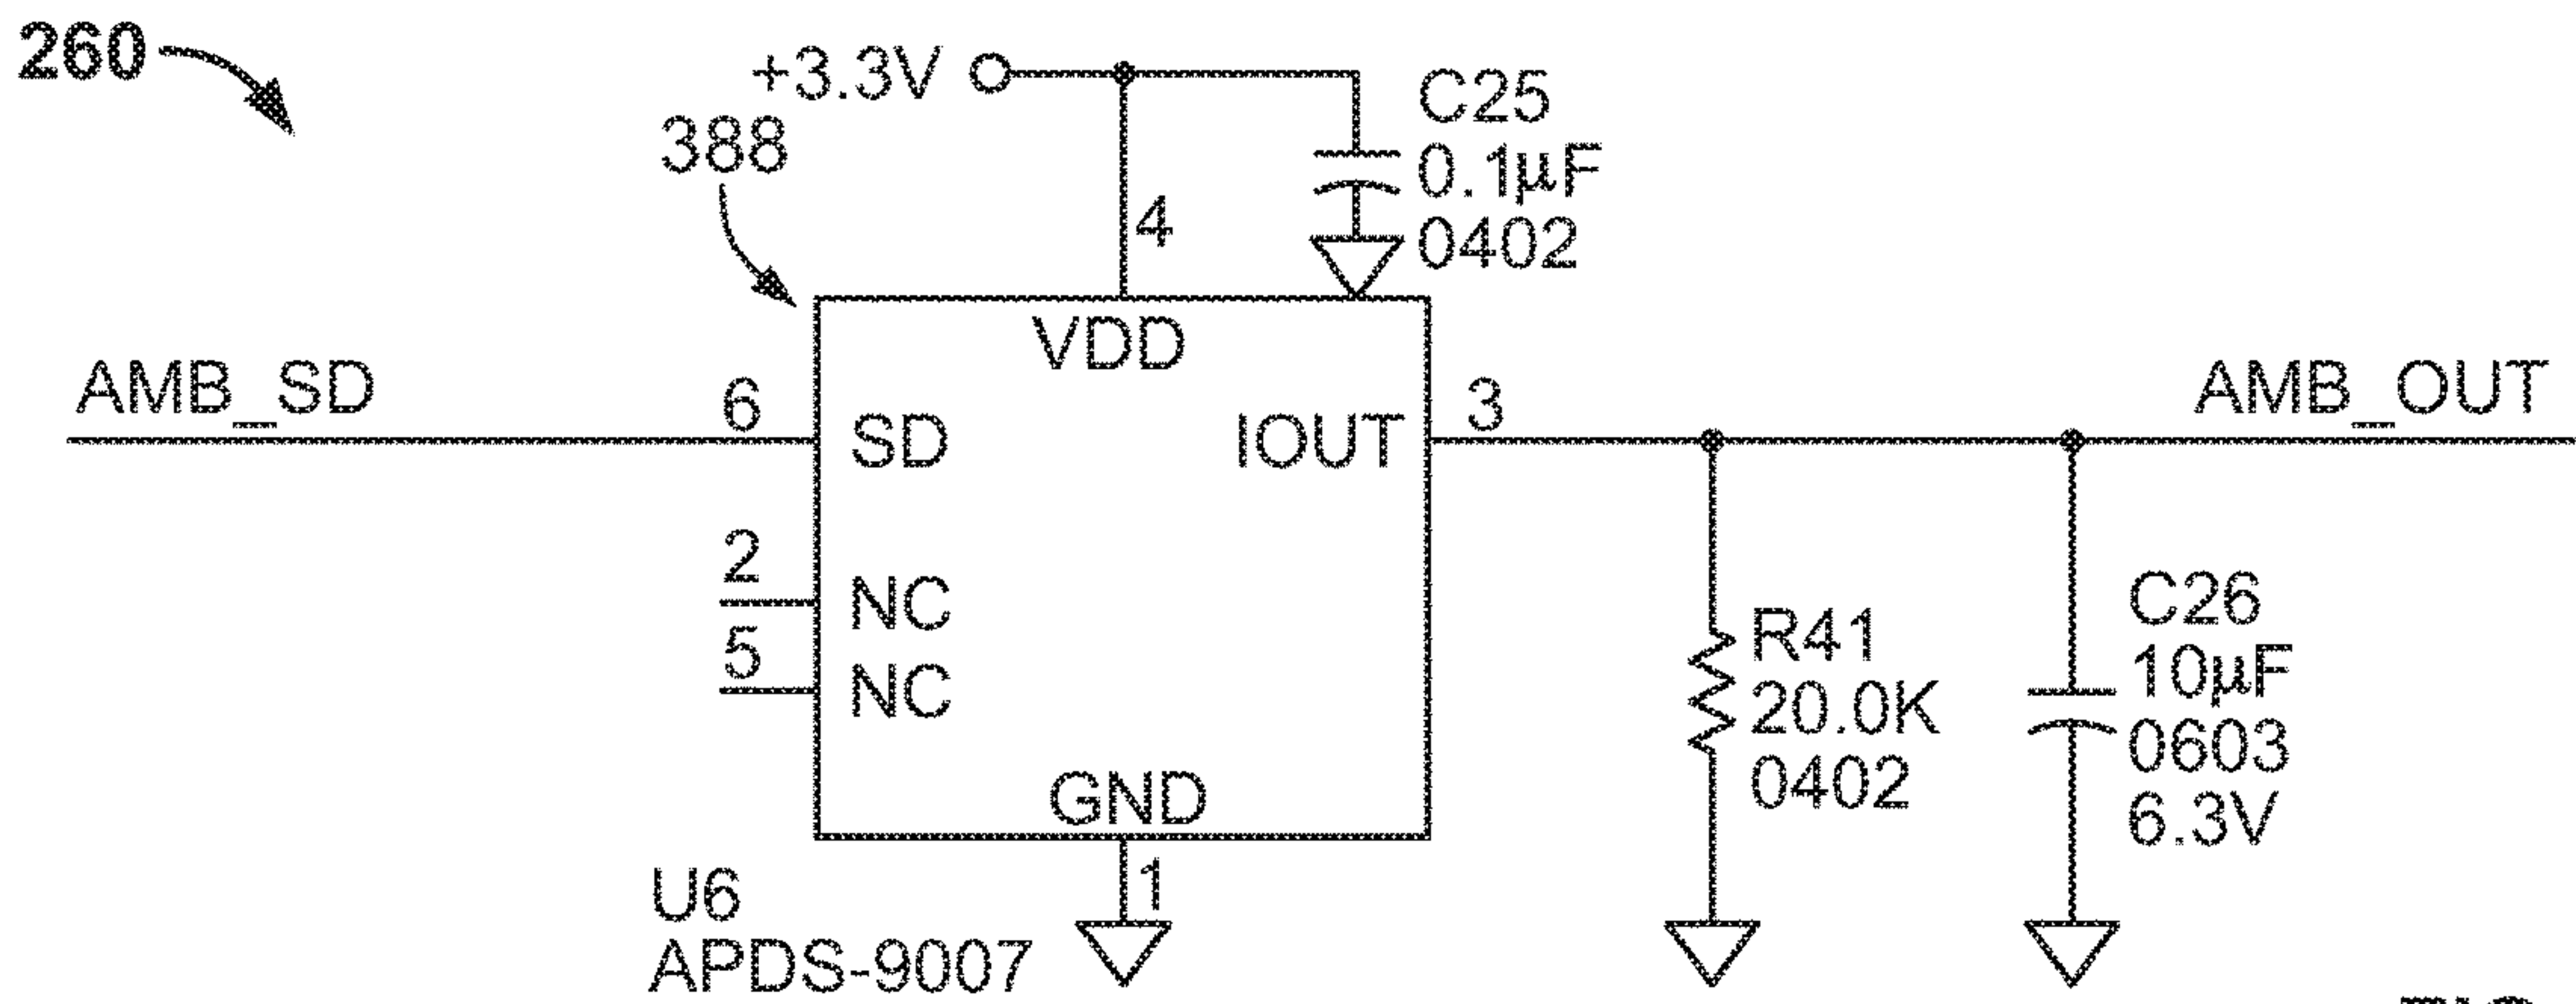 260
+3.3V
388
C25
0.1µF
0402
4
VDD
AMB_SD
6
SD
IOUT
3
AMB_OUT
2
NC
5
NC
GND
1
U6
APDS-9007
R41
20.0K
0402
C26
10µF
0603
6.3V